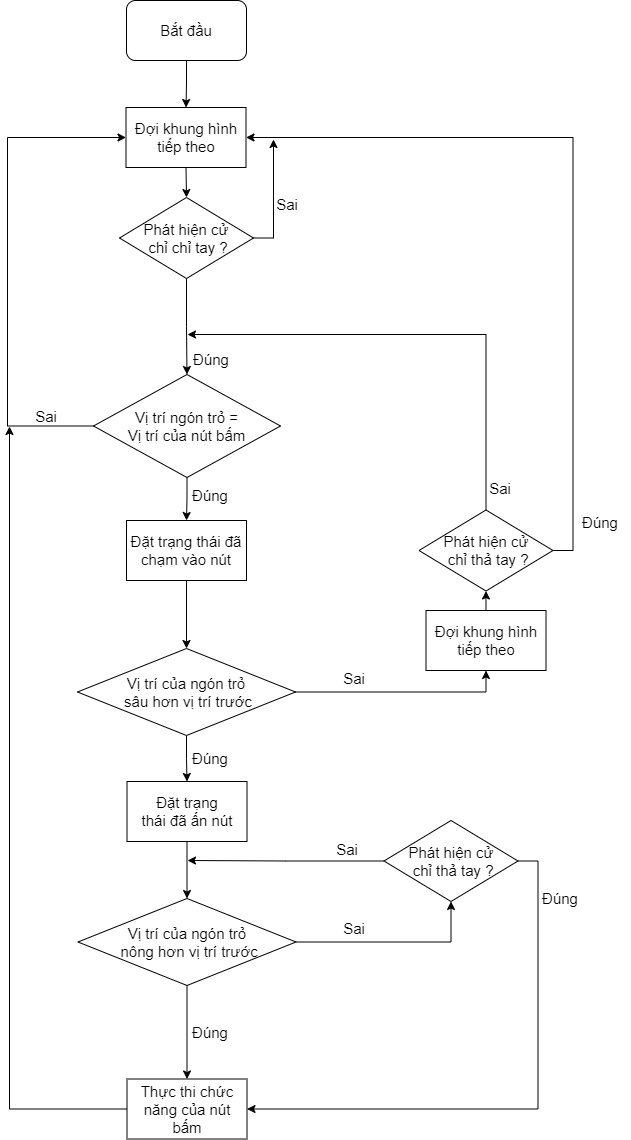 Bắt đầu
Đợi khung hình
tiếp theo
Sai
Phát hiện cử
chỉ chỉ tay ?
Đúng
Sai
Vị trí ngón trỏ =
Vị trí của nút bấm
Đúng
Sai
Đúng
Đặt trạng thái đã
chạm vào nút
Phát hiện cử
chỉ thả tay ?
Đợi khung hình
tiếp theo
Vị trí của ngón trỏ
sâu hơn vị trí trước
Sai
Đúng
Đặt trạng
thái đã ấn nút
Sai
Phát hiện cử
chỉ thả tay ?
Đúng
Vị trí của ngón trỏ
nông hơn vị trí trước
Sai
Đúng
Thực thi chức
năng của nút
bấm